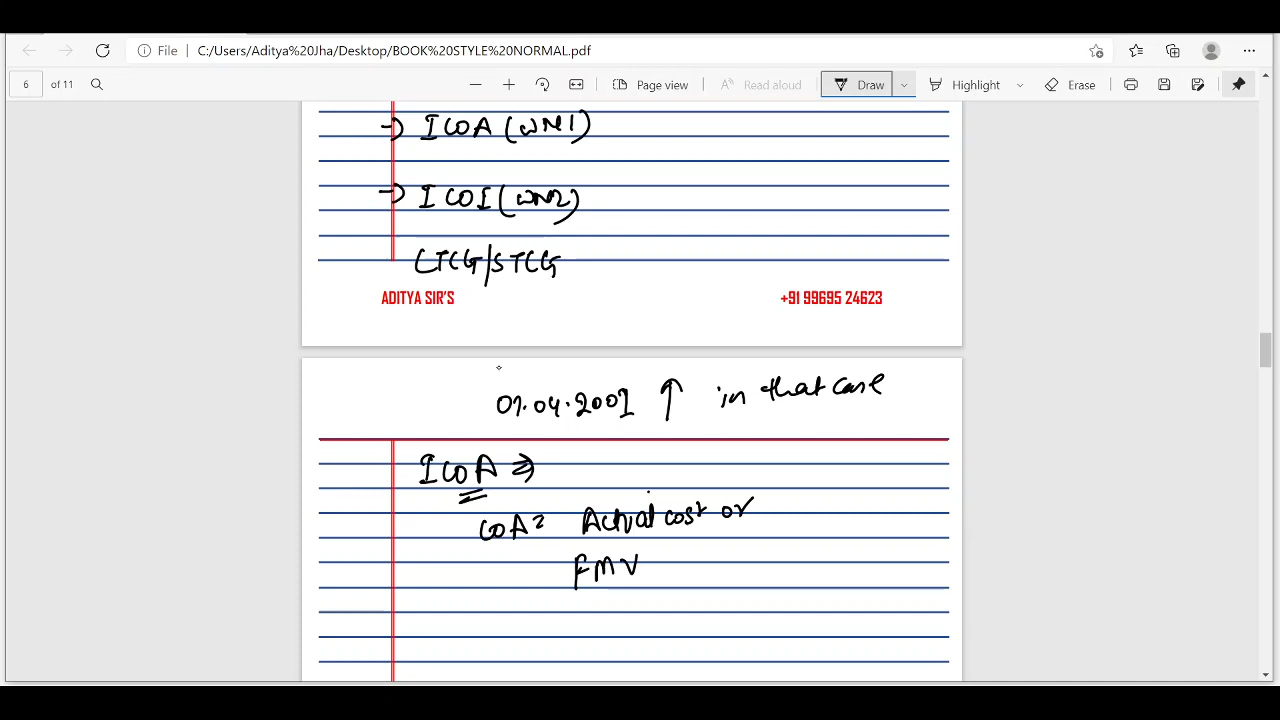 File C:/Users/Aditya%20Jha/Desktop/BOOK%20STYLE%20NORMAL.pdf
6 of 11 Page view Read aloud Draw Highlight Erase
→ ICOA (WN1)
→ ICOI (WN2)
LTCG/STCG
ADITYA SIR'S +91 99695 24623
01.04.2001 ↑ in that case
ICOA ⇒
COA = Actual cost or
FMV